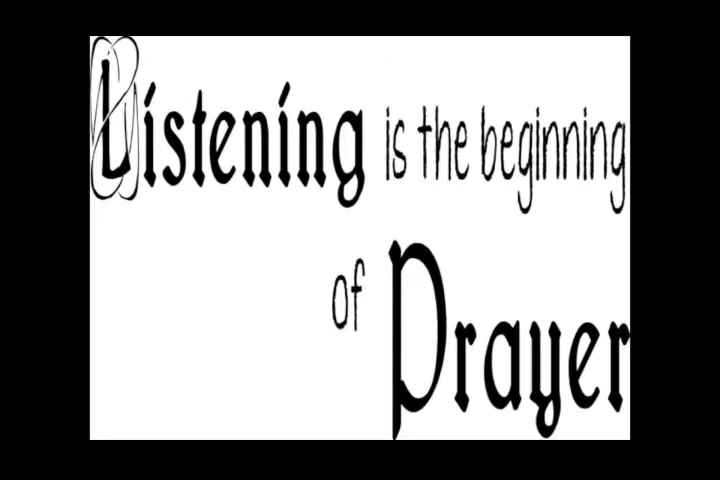 Listening is the beginning
of Prayer